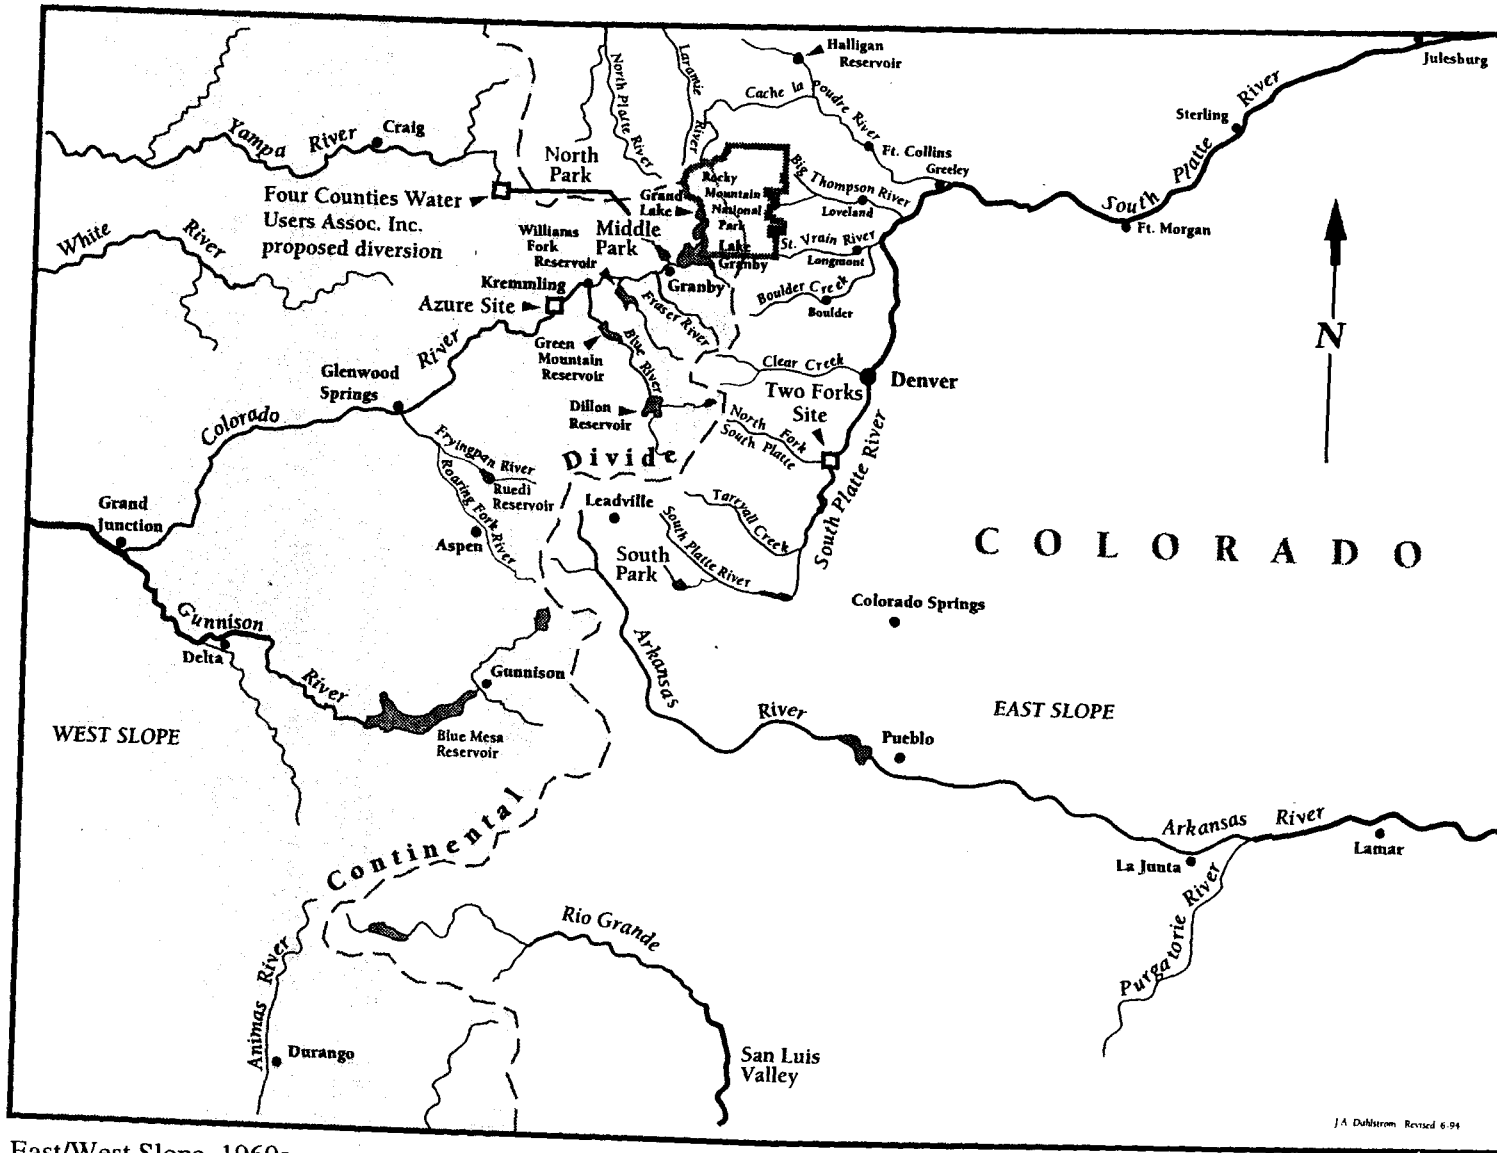 Halligan
Reservoir
Julesburg
North Platte River
Laramie
River
Cache la
Poudre River
Sterling
South Platte River
Yampa River
Craig
North
Park
Ft. Collins
Greeley
Four Counties Water
Users Assoc. Inc.
proposed diversion
Rocky
Mountain
National
Park
Grand
Lake
Big Thompson River
Loveland
Ft. Morgan
White River
Williams
Fork
Reservoir
Middle
Park
Lake
Granby
St. Vrain River
Longmont
Kremmling
Granby
Boulder Creek
Boulder
Azure Site
Fraser River
N
Green
Mountain
Reservoir
Blue River
Clear Creek
Denver
Glenwood
Springs
Colorado River
Two Forks
Site
Dillon
Reservoir
North Fork
South Platte
South Platte River
Fryingpan River
Roaring Fork River
Ruedi
Reservoir
Divide
Leadville
Tarryall Creek
Grand
Junction
Aspen
South
Park
South Platte River
COLORADO
Colorado Springs
Gunnison
River
Delta
Gunnison
Arkansas
River
WEST SLOPE
EAST SLOPE
Blue Mesa
Reservoir
Pueblo
Continental
Arkansas River
La Junta
Lamar
Purgatorie River
Rio Grande
Animas River
Durango
San Luis
Valley
J A Dahlstrom Revised 6-94
East/West Slope, 1960s